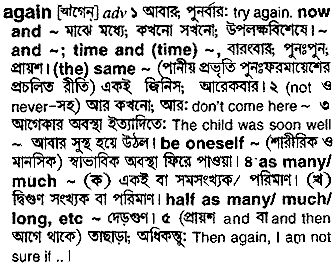 again [আগেন্] adv ১ আবার; পুনর্বার: try again. now
and ~ মাঝে মধ্যে; কখনো সখনো; উপলক্ষবিশেষে। ~
and ~; time and (time) ~, বারংবার; পুনঃপুন;
প্রায়শ। (the) same ~ (পানীয় প্রভৃতি পুনঃফরমায়েশের
প্রচলিত রীতি) একই জিনিস; আরেকবার। ২ (not ও
never-সহ) আর কখনো; আর: don't come here ~ ৩
আগেকার অবস্থা ইত্যাদিতে: The child was soon well
~ আবার সুস্থ হয়ে উঠল। be oneself ~ (শারীরিক ও
মানসিক) স্বাভাবিক অবস্থা ফিরে পাওয়া। ৪ as many/
much ~ (ক) একই বা সমসংখ্যক/ পরিমাণ। (খ)
দ্বিগুণ সংখ্যক বা পরিমাণ। half as many/ much/
long, etc ~ দেড়গুণ। ৫ (প্রায়শ and বা and then
আগে থাকে) তাছাড়া; অধিকন্তু: Then again, I am not
sure if .. ।